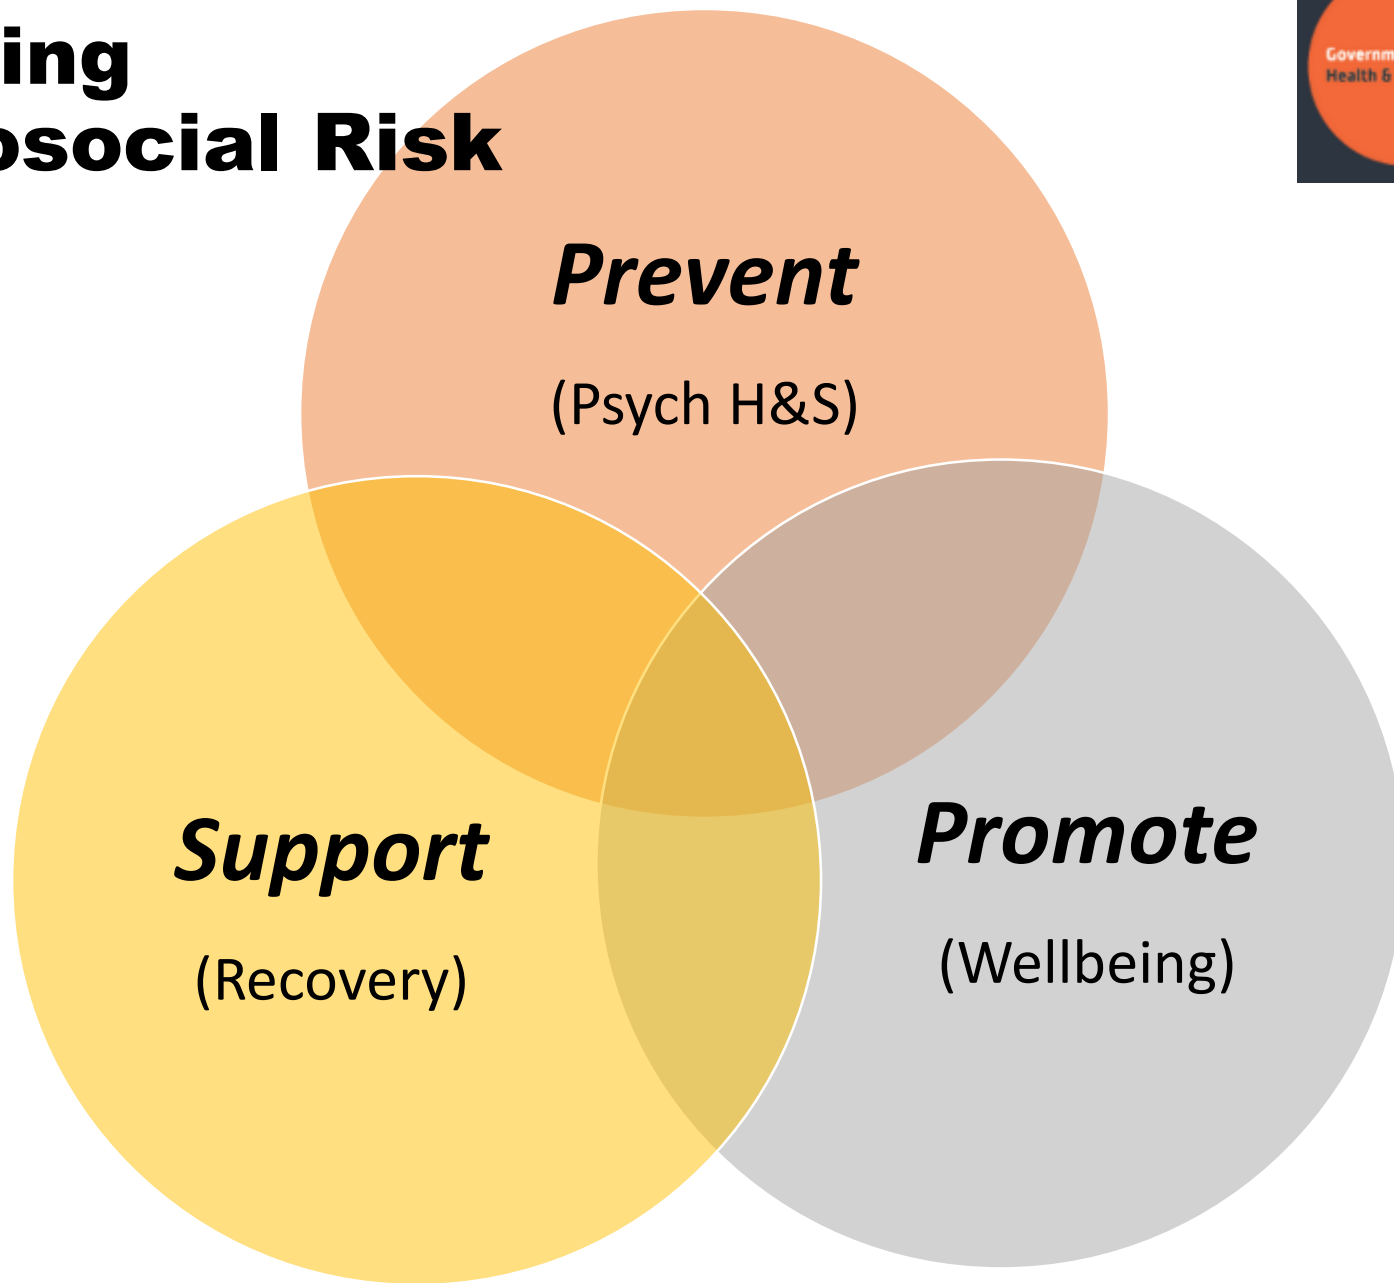 ing
osocial Risk
Governm
Health &
Prevent
(Psych H&S)
Support
(Recovery)
Promote
(Wellbeing)